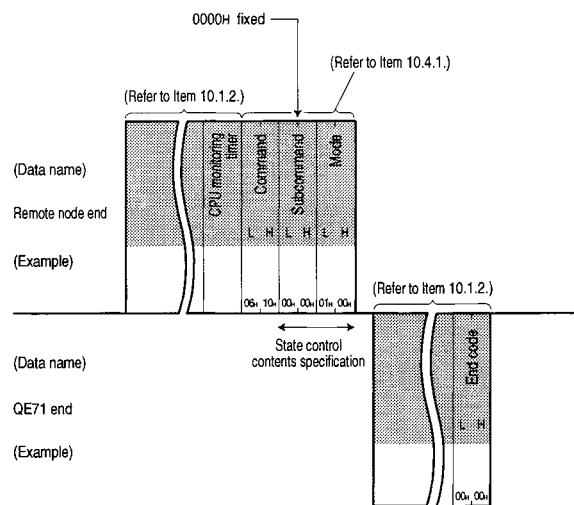 0000H fixed
(Refer to Item 10.4.1.)
(Refer to Item 10.1.2.)
CPU monitoring
timer
Command
Subcommand
Mode
(Data name)
Remote node end
L H L H L H
(Example)
06H 10H 00H 00H 01H 00H
(Refer to Item 10.1.2.)
State control
contents specification
(Data name)
End code
QE71 end
L H
(Example)
00H 00H